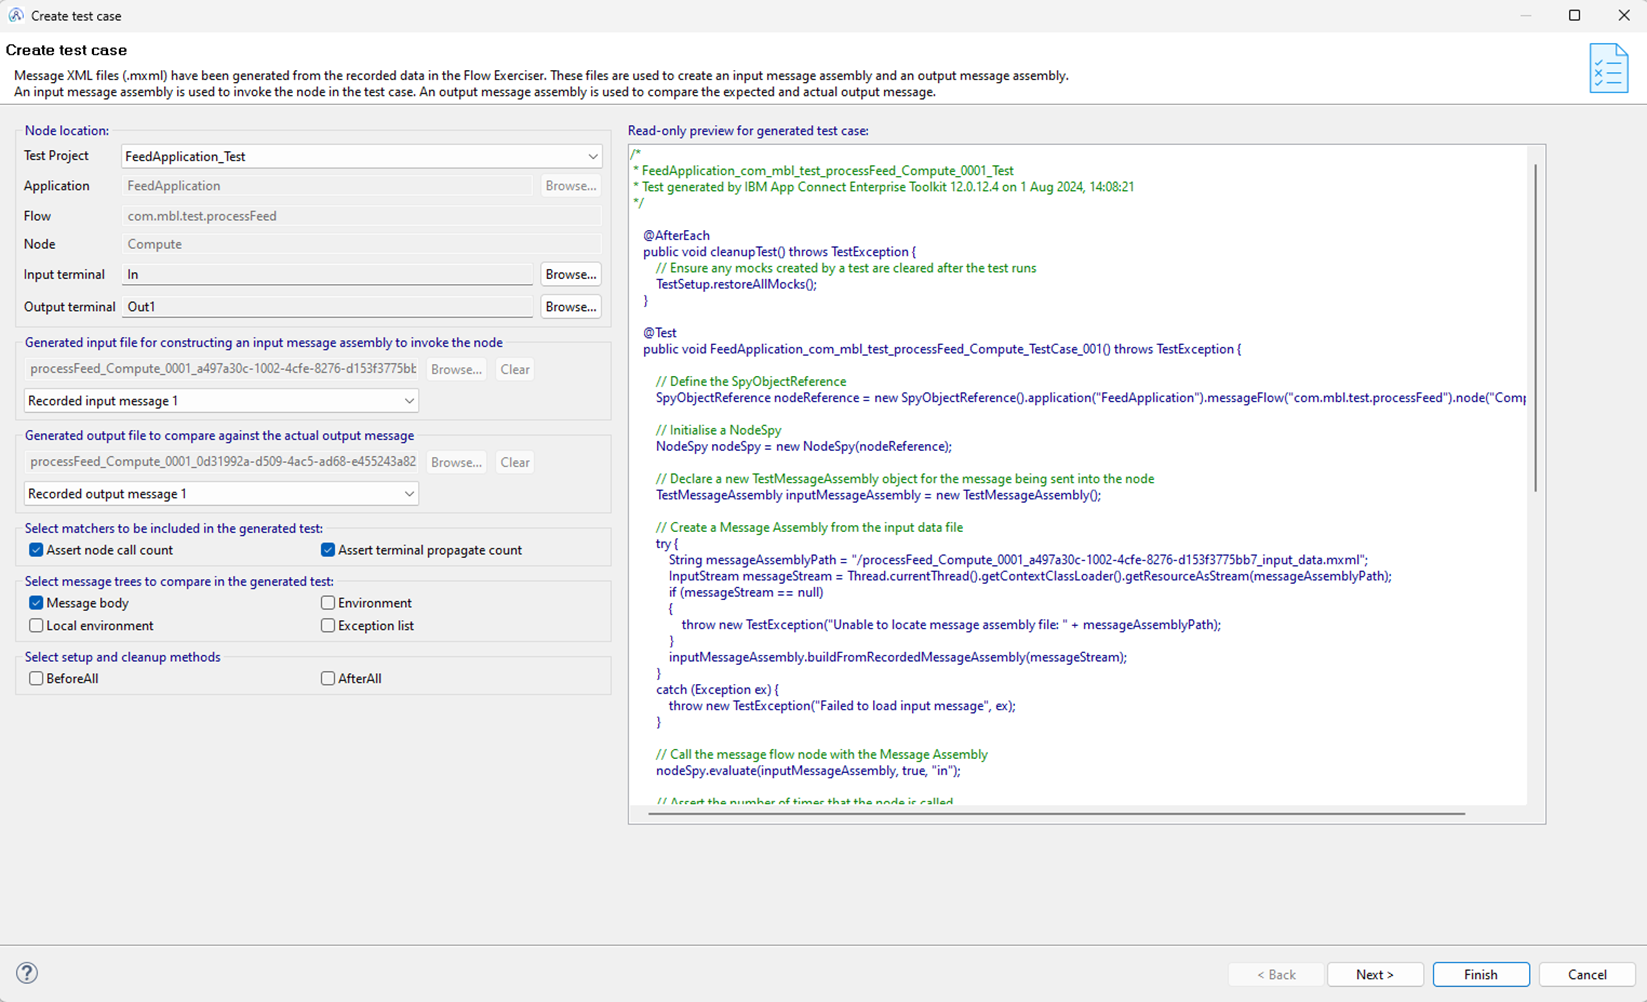 Create test case
Create test case
Message XML files (.mxml) have been generated from the recorded data in the Flow Exerciser. These files are used to create an input message assembly and an output message assembly.
An input message assembly is used to invoke the node in the test case. An output message assembly is used to compare the expected and actual output message.
Node location:
Test Project FeedApplication_Test
Application FeedApplication Browse...
Flow com.mbl.test.processFeed
Node Compute
Input terminal In Browse...
Output terminal Out1 Browse...
Generated input file for constructing an input message assembly to invoke the node
processFeed_Compute_0001_a497a30c-1002-4cfe-8276-d153f3775bb Browse... Clear
Recorded input message 1
Generated output file to compare against the actual output message
processFeed_Compute_0001_0d31992a-d509-4ac5-ad68-e455243a82 Browse... Clear
Recorded output message 1
Select matchers to be included in the generated test:
Assert node call count Assert terminal propagate count
Select message trees to compare in the generated test:
Message body Environment
Local environment Exception list
Select setup and cleanup methods
BeforeAll AfterAll
Read-only preview for generated test case:
/*
* FeedApplication_com_mbl_test_processFeed_Compute_0001_Test
* Test generated by IBM App Connect Enterprise Toolkit 12.0.12.4 on 1 Aug 2024, 14:08:21
*/
@AfterEach
public void cleanupTest() throws TestException {
// Ensure any mocks created by a test are cleared after the test runs
TestSetup.restoreAllMocks();
}
@Test
public void FeedApplication_com_mbl_test_processFeed_Compute_TestCase_001() throws TestException {
// Define the SpyObjectReference
SpyObjectReference nodeReference = new SpyObjectReference().application("FeedApplication").messageFlow("com.mbl.test.processFeed").node("Comp
// Initialise a NodeSpy
NodeSpy nodeSpy = new NodeSpy(nodeReference);
// Declare a new TestMessageAssembly object for the message being sent into the node
TestMessageAssembly inputMessageAssembly = new TestMessageAssembly();
// Create a Message Assembly from the input data file
try {
String messageAssemblyPath = "/processFeed_Compute_0001_a497a30c-1002-4cfe-8276-d153f3775bb7_input_data.mxml";
InputStream messageStream = Thread.currentThread().getContextClassLoader().getResourceAsStream(messageAssemblyPath);
if (messageStream == null)
{
throw new TestException("Unable to locate message assembly file: " + messageAssemblyPath);
}
inputMessageAssembly.buildFromRecordedMessageAssembly(messageStream);
}
catch (Exception ex) {
throw new TestException("Failed to load input message", ex);
}
// Call the message flow node with the Message Assembly
nodeSpy.evaluate(inputMessageAssembly, true, "in");
// Assert the number of times that the node is called
? < Back Next > Finish Cancel